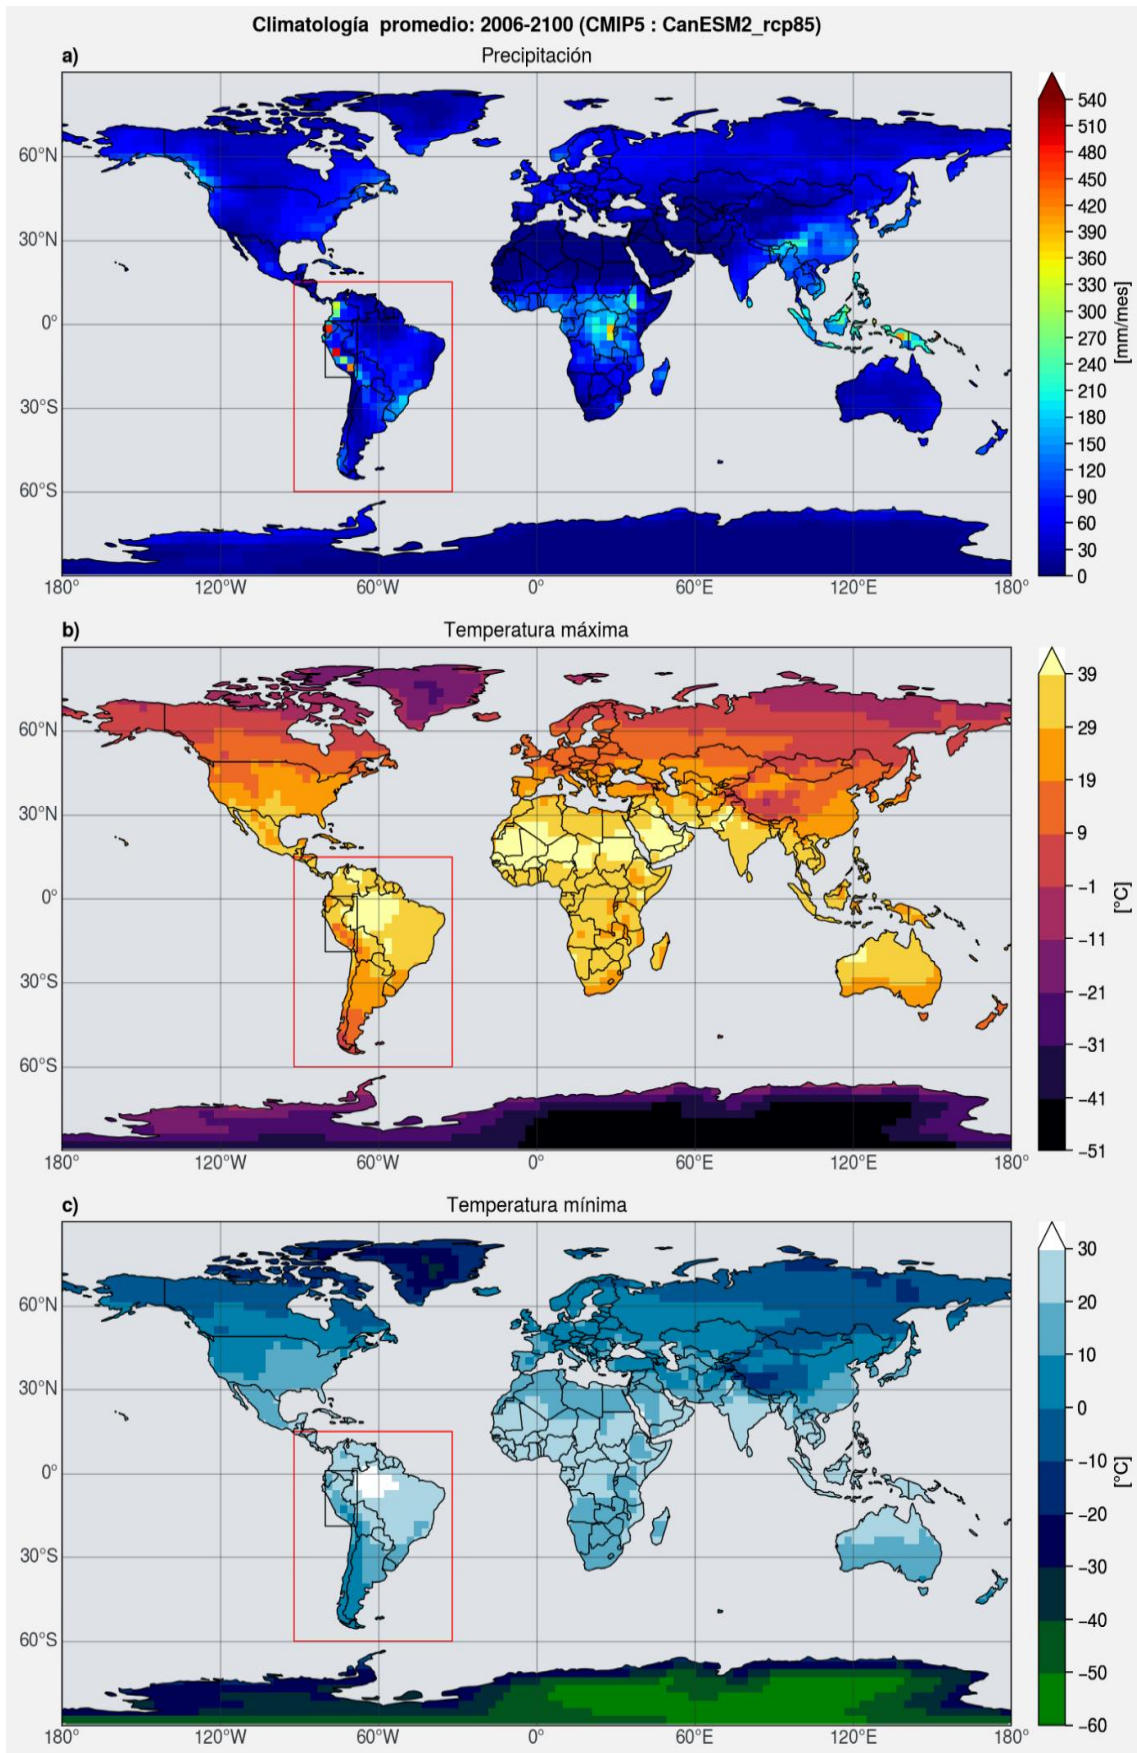 Climatología promedio: 2006-2100 (CMIP5 : CanESM2_rcp85)
a)
Precipitación
60°N
30°N
0°
30°S
60°S
180°
120°W
60°W
0°
60°E
120°E
180°
540
510
480
450
420
390
360
330
300
270
240
210
180
150
120
90
60
30
0
[mm/mes]
b)
Temperatura máxima
60°N
30°N
0°
30°S
60°S
180°
120°W
60°W
0°
60°E
120°E
180°
39
29
19
9
−1
−11
−21
−31
−41
−51
[°C]
c)
Temperatura mínima
60°N
30°N
0°
30°S
60°S
180°
120°W
60°W
0°
60°E
120°E
180°
30
20
10
0
−10
−20
−30
−40
−50
−60
[°C]